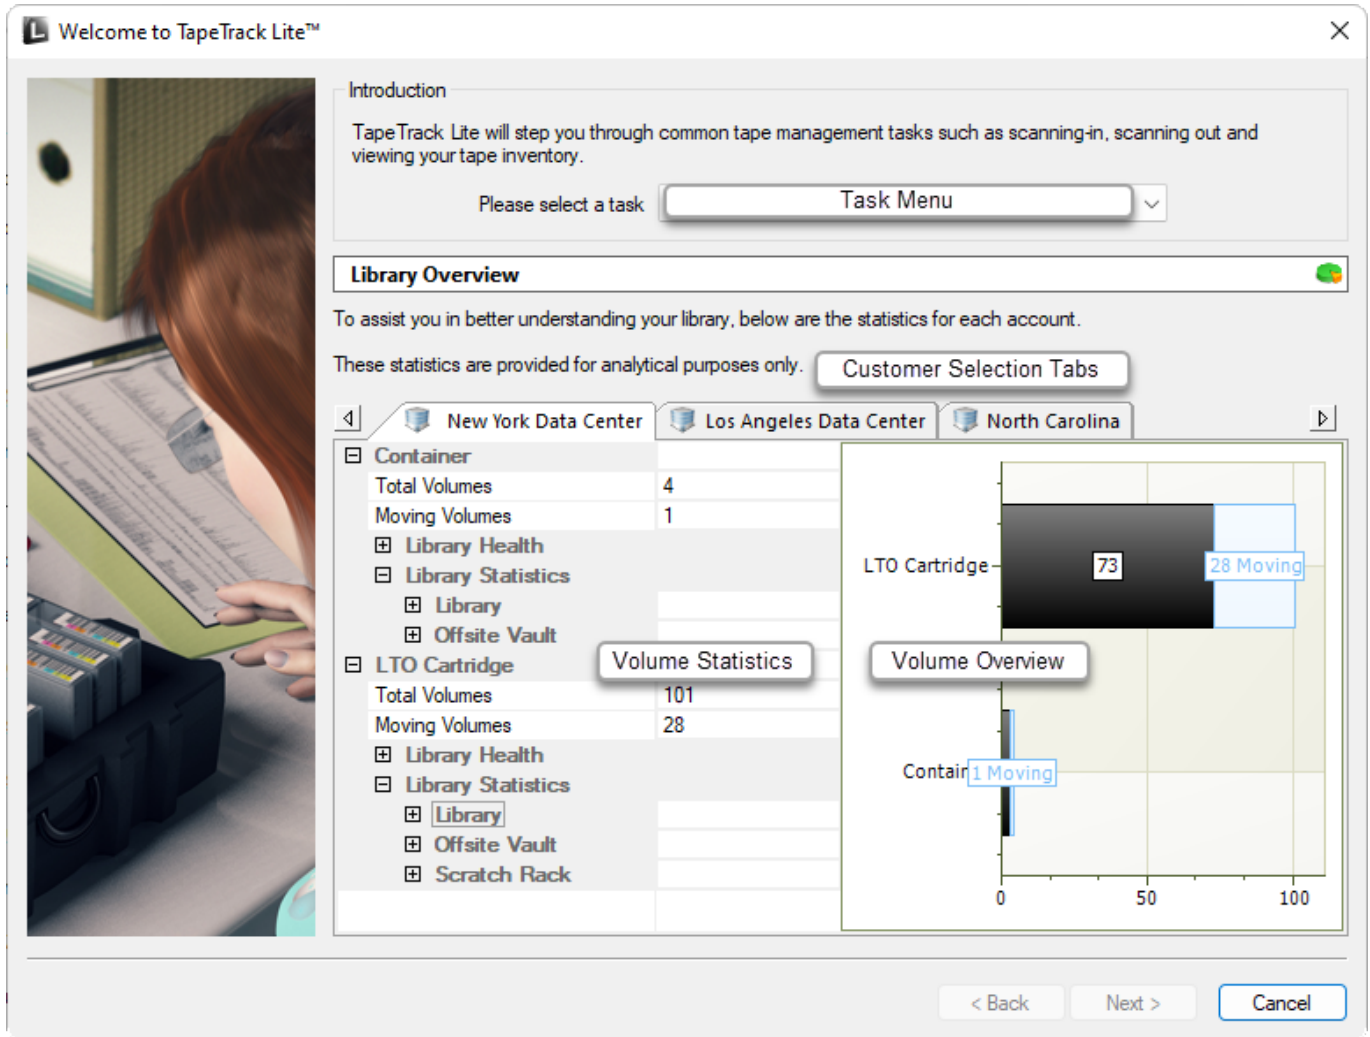 Welcome to TapeTrack Lite™
Introduction
TapeTrack Lite will step you through common tape management tasks such as scanning-in, scanning out and
viewing your tape inventory.
Please select a task
Task Menu
Library Overview
To assist you in better understanding your library, below are the statistics for each account.
These statistics are provided for analytical purposes only.
Customer Selection Tabs
New York Data Center
Los Angeles Data Center
North Carolina
Container
Total Volumes 4
Moving Volumes 1
Library Health
Library Statistics
Library
Offsite Vault
LTO Cartridge
Volume Statistics
Total Volumes 101
Moving Volumes 28
Library Health
Library Statistics
Library
Offsite Vault
Scratch Rack
LTO Cartridge
73
28 Moving
Volume Overview
Contain
1 Moving
0 50 100
< Back
Next >
Cancel